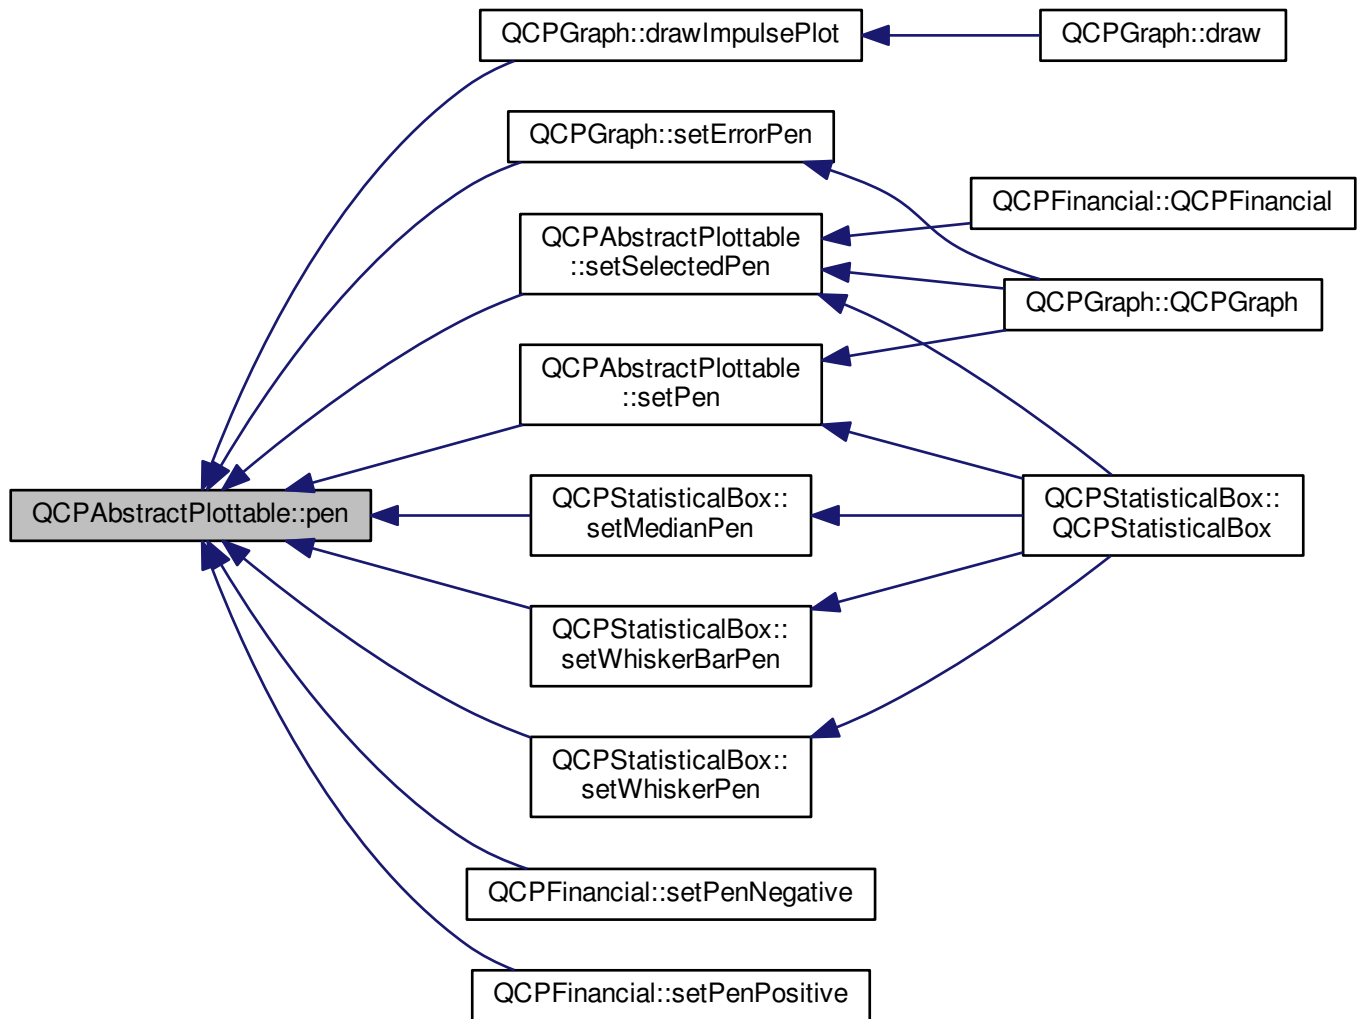 QCPGraph::drawImpulsePlot
QCPGraph::draw
QCPGraph::setErrorPen
QCPFinancial::QCPFinancial
QCPAbstractPlottable
::setSelectedPen
QCPGraph::QCPGraph
QCPAbstractPlottable
::setPen
QCPAbstractPlottable::pen
QCPStatisticalBox::
setMedianPen
QCPStatisticalBox::
QCPStatisticalBox
QCPStatisticalBox::
setWhiskerBarPen
QCPStatisticalBox::
setWhiskerPen
QCPFinancial::setPenNegative
QCPFinancial::setPenPositive